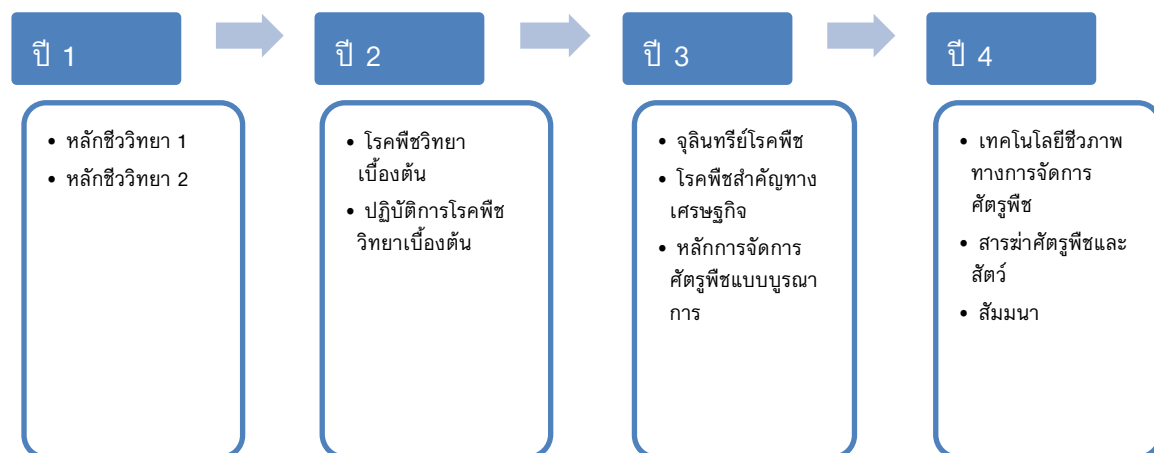 ปี 1
• หลักชีววิทยา 1
• หลักชีววิทยา 2
ปี 2
• โรคพืชวิทยา
เบื้องต้น
• ปฏิบัติการโรคพืช
วิทยาเบื้องต้น
ปี 3
• จุลินทรีย์โรคพืช
• โรคพืชสำคัญทาง
เศรษฐกิจ
• หลักการจัดการ
ศัตรูพืชแบบบูรณา
การ
ปี 4
• เทคโนโลยีชีวภาพ
ทางการจัดการ
ศัตรูพืช
• สารฆ่าศัตรูพืชและ
สัตว์
• สัมมนา